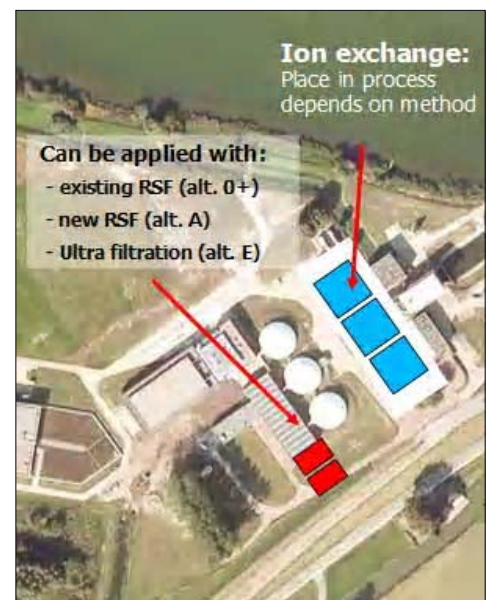 Ion exchange:
Place in process
depends on method
Can be applied with:
- existing RSF (alt. 0+)
- new RSF (alt. A)
- Ultra filtration (alt. E)